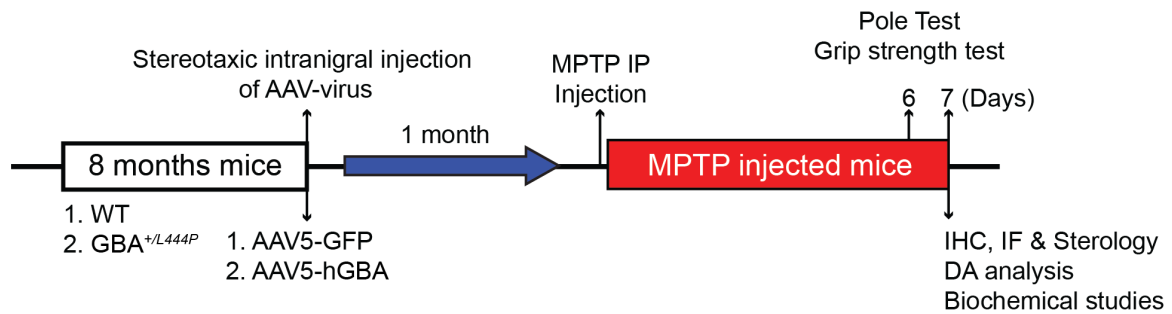 Pole Test
Grip strength test
Stereotaxic intranigral injection
of AAV-virus
MPTP IP
Injection
6 7 (Days)
1 month
8 months mice
MPTP injected mice
1. WT
2. GBA+/L444P
1. AAV5-GFP
2. AAV5-hGBA
IHC, IF & Sterology
DA analysis
Biochemical studies